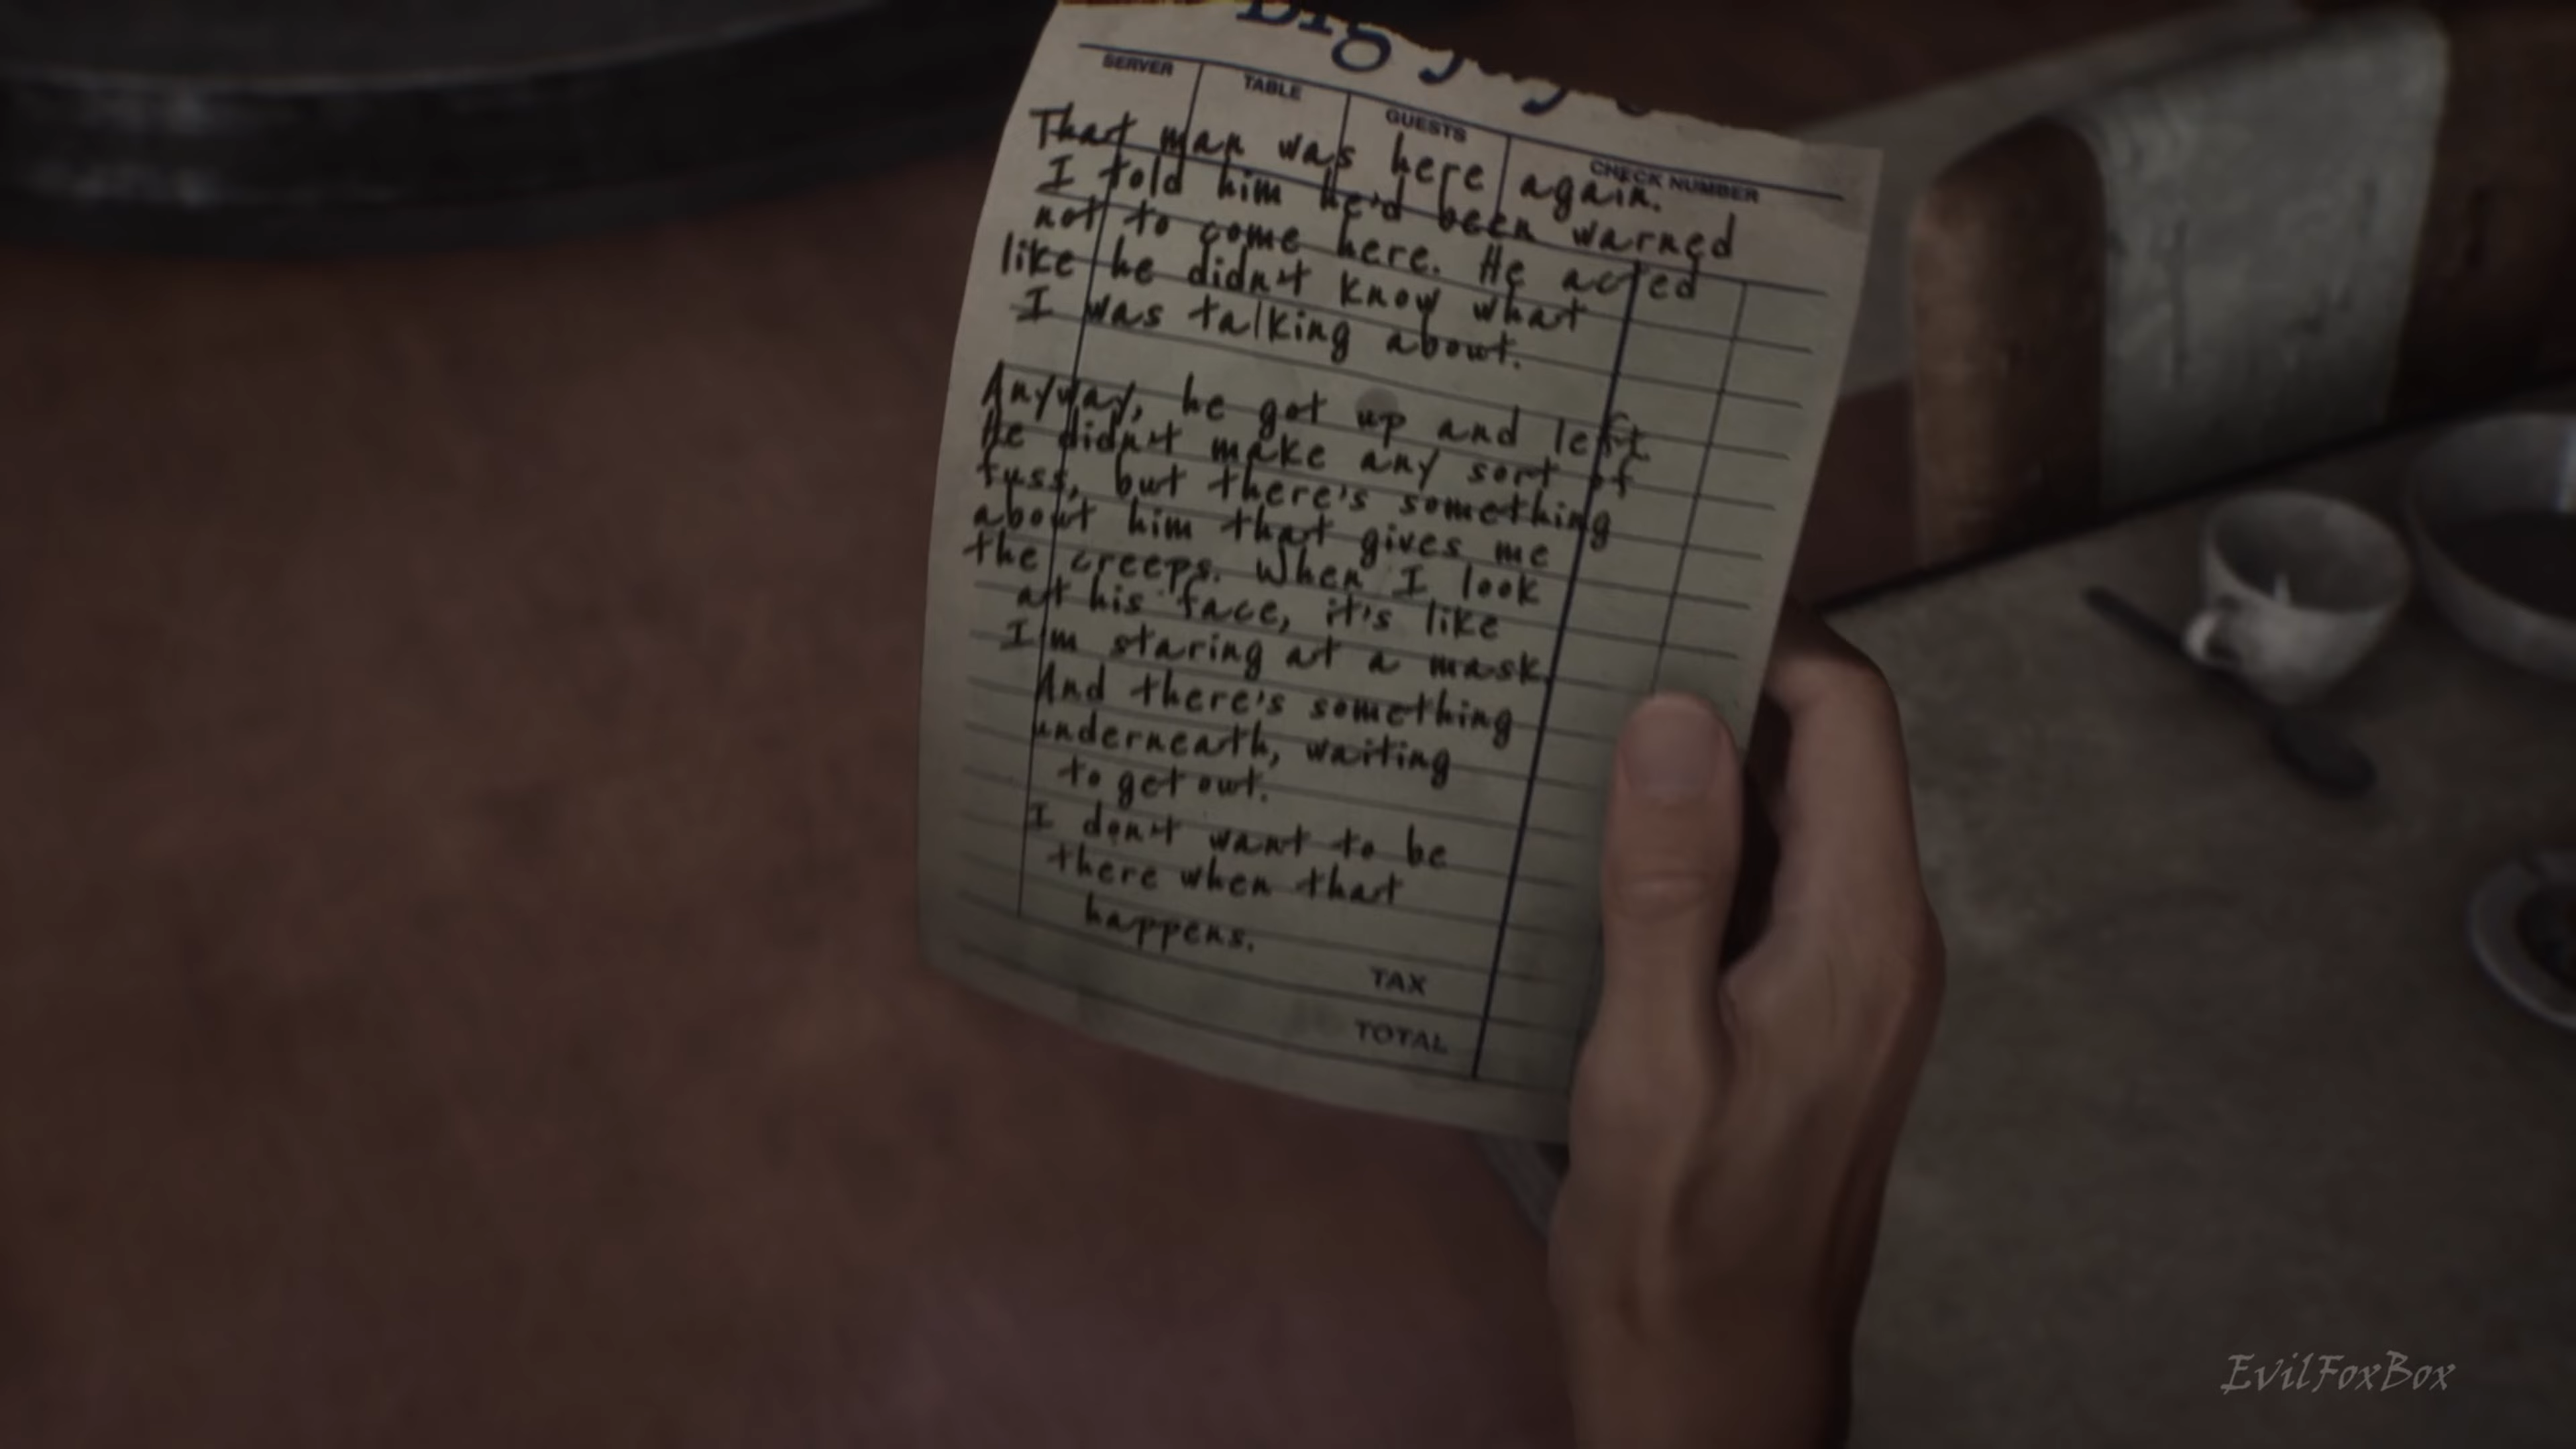 Big Jay's
SERVER TABLE GUESTS CHECK NUMBER
That man was here again.
I told him he'd been warned
not to come here. He acted
like he didn't know what
I was talking about.
Anyway, he got up and left.
He didn't make any sort of
fuss, but there's something
about him that gives me
the creeps. When I look
at his face, it's like
I'm staring at a mask.
And there's something
underneath, waiting
to get out.
I don't want to be
there when that
happens.
TAX
TOTAL
EvilFoxBox